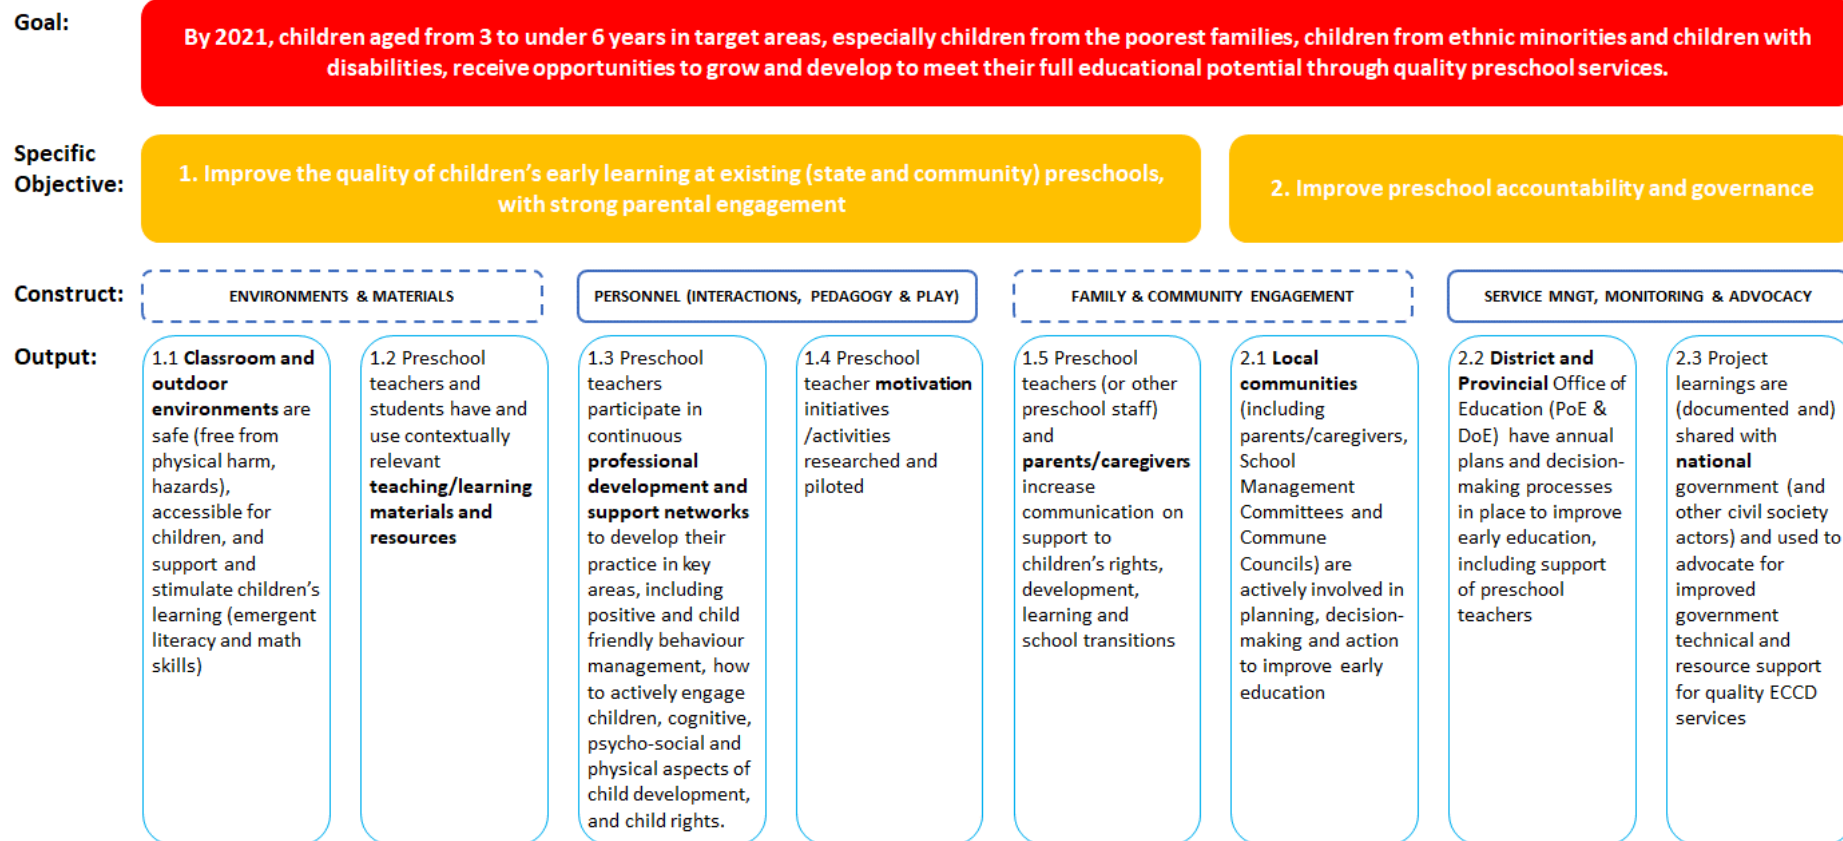 Goal:
By 2021, children aged from 3 to under 6 years in target areas, especially children from the poorest families, children from ethnic minorities and children with
disabilities, receive opportunities to grow and develop to meet their full educational potential through quality preschool services.
Specific
Objective:
1. Improve the quality of children's early learning at existing (state and community) preschools,
with strong parental engagement
2. Improve preschool accountability and governance
Construct:
ENVIRONMENTS & MATERIALS
PERSONNEL (INTERACTIONS, PEDAGOGY & PLAY)
FAMILY & COMMUNITY ENGAGEMENT
SERVICE MNGT, MONITORING & ADVOCACY
Output:
1.1 Classroom and
outdoor
environments are
safe (free from
physical harm,
hazards),
accessible for
children, and
support and
stimulate children's
learning (emergent
literacy and math
skills)
1.2 Preschool
teachers and
students have and
use contextually
relevant
teaching/learning
materials and
resources
1.3 Preschool
teachers
participate in
continuous
professional
development and
support networks
to develop their
practice in key
areas, including
positive and child
friendly behaviour
management, how
to actively engage
children, cognitive,
psycho-social and
physical aspects of
child development,
and child rights.
1.4 Preschool
teacher motivation
initiatives
/activities
researched and
piloted
1.5 Preschool
teachers (or other
preschool staff)
and
parents/caregivers
increase
communication on
support to
children's rights,
development,
learning and
school transitions
2.1 Local
communities
(including
parents/caregivers,
School
Management
Committees and
Commune
Councils) are
actively involved in
planning, decision-
making and action
to improve early
education
2.2 District and
Provincial Office of
Education (PoE &
DoE) have annual
plans and decision-
making processes
in place to improve
early education,
including support
of preschool
teachers
2.3 Project
learnings are
(documented and)
shared with
national
government (and
other civil society
actors) and used to
advocate for
improved
government
technical and
resource support
for quality ECCD
services